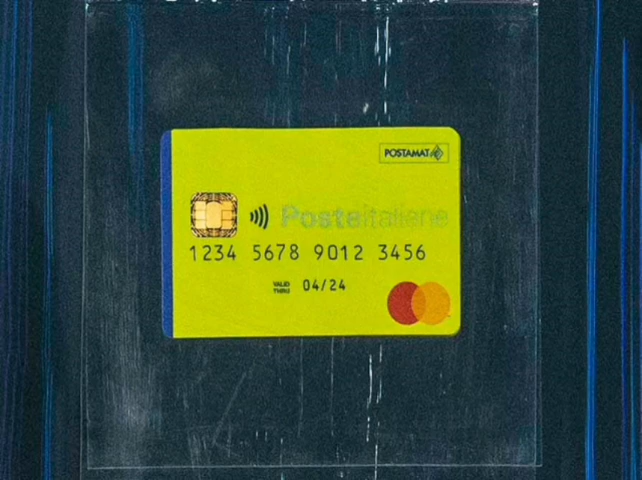 POSTAMAT
Posteitaliane
1234 5678 9012 3456
VALID
THRU 04/24